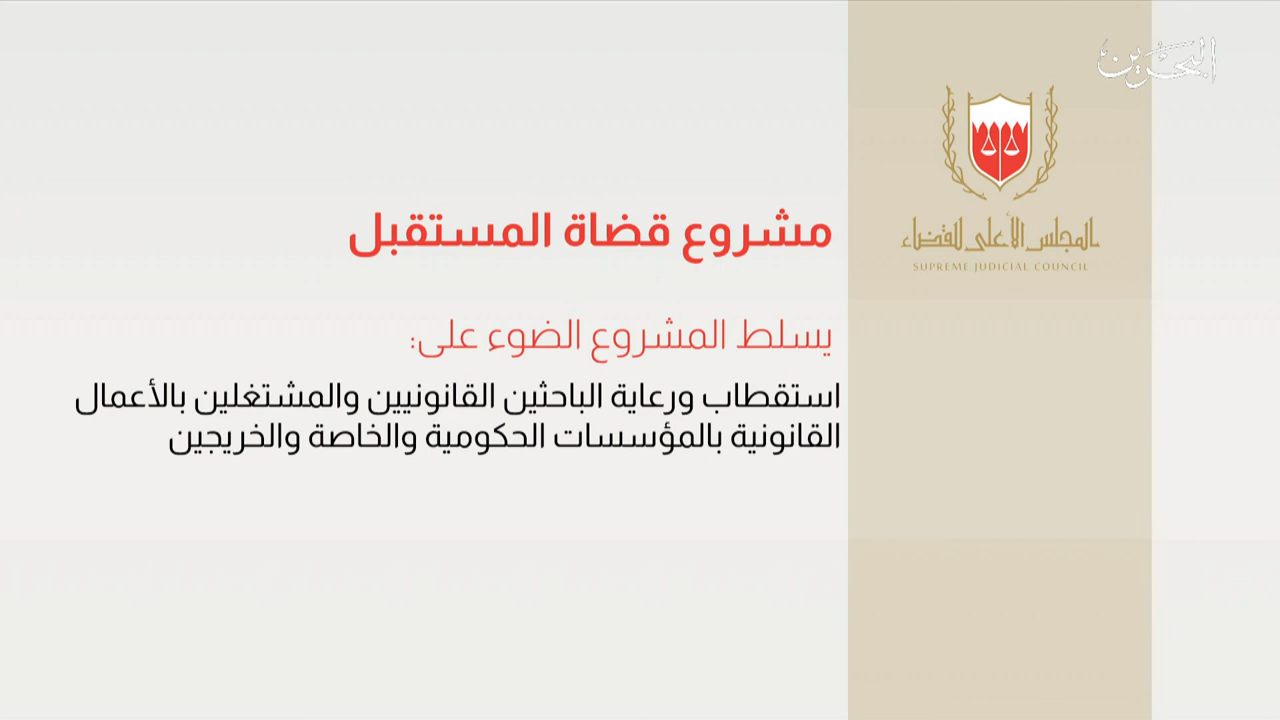 البحرين
المجلس الأعلى للقضاء
SUPREME JUDICIAL COUNCIL
مشروع قضاة المستقبل
يسلط المشروع الضوء على:
استقطاب ورعاية الباحثين القانونيين والمشتغلين بالأعمال
القانونية بالمؤسسات الحكومية والخاصة والخريجين